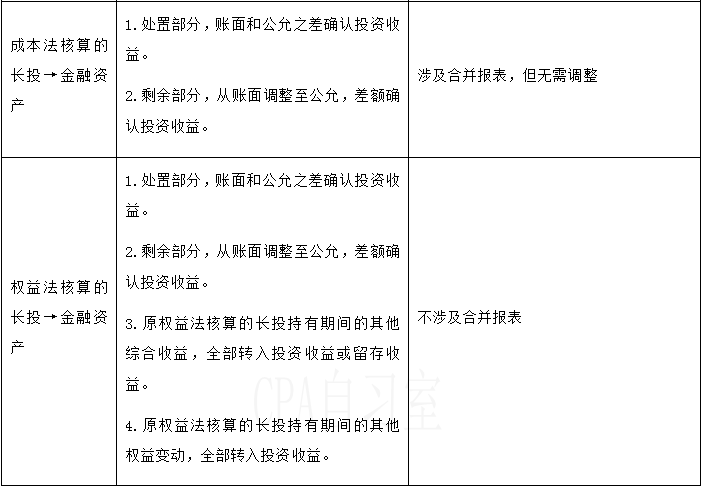 成本法核算的
长投→金融资
产
1.处置部分，账面和公允之差确认投资收
益。
2.剩余部分，从账面调整至公允，差额确
认投资收益。
涉及合并报表，但无需调整
权益法核算的
长投→金融资
产
1.处置部分，账面和公允之差确认投资收
益。
2.剩余部分，从账面调整至公允，差额确
认投资收益。
3.原权益法核算的长投持有期间的其他
综合收益，全部转入投资收益或留存收
益。
4.原权益法核算的长投持有期间的其他
权益变动，全部转入投资收益。
不涉及合并报表
CPA自习室